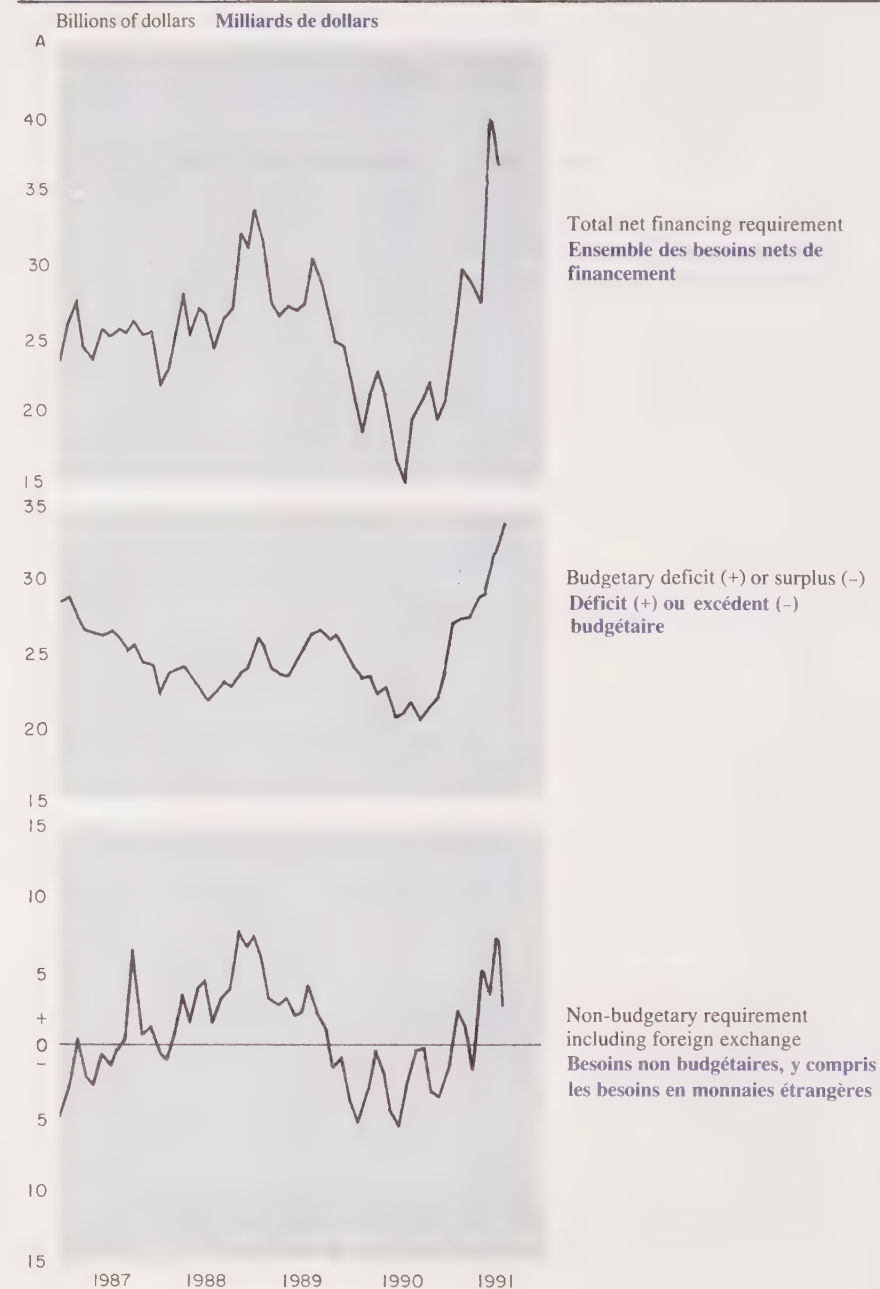 Billions of dollars Milliards de dollars
A
40
35
30
25
20
15
Total net financing requirement
Ensemble des besoins nets de
financement
35
30
25
20
15
Budgetary deficit (+) or surplus (–)
Déficit (+) ou excédent (–)
budgétaire
15
10
5
+
0
–
5
10
15
Non-budgetary requirement
including foreign exchange
Besoins non budgétaires, y compris
les besoins en monnaies étrangères
1987 1988 1989 1990 1991